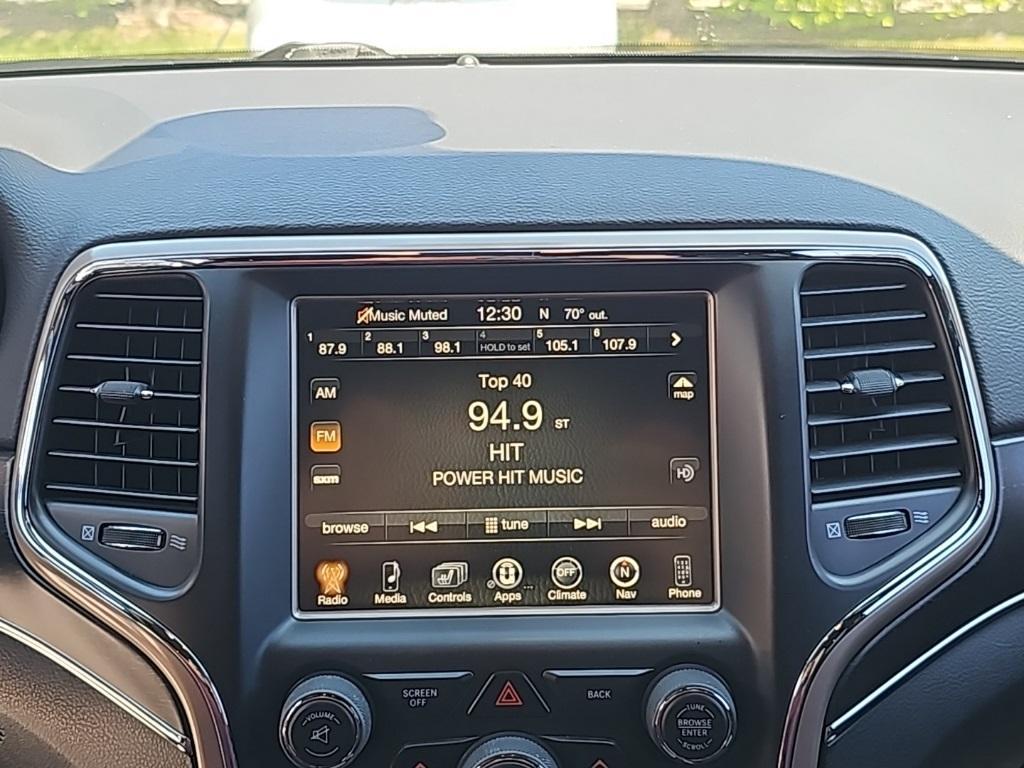 Music Muted 12:30 N 70° out.
1 87.9 2 88.1 3 98.1 4 HOLD to set 5 105.1 6 107.9
AM
FM
sxm
map
HD
Top 40
94.9 ST
HIT
POWER HIT MUSIC
browse tune audio
Radio Media Controls Apps OFF Climate N Nav Phone
VOLUME
SCREEN
OFF
BACK
TUNE
BROWSE
ENTER
SCROLL